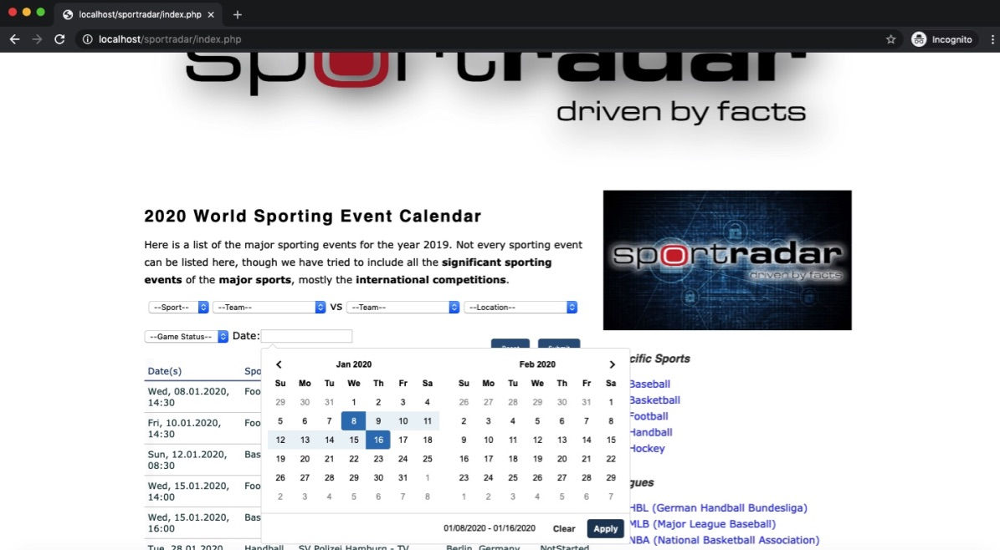 localhost/sportradar/index.php
localhost/sportradar/index.php
Incognito
sportradar
driven by facts
2020 World Sporting Event Calendar
Here is a list of the major sporting events for the year 2019. Not every sporting event
can be listed here, though we have tried to include all the significant sporting
events of the major sports, mostly the international competitions.
--Sport-- --Team-- VS --Team-- --Location--
--Game Status-- Date:
Reset Submit
sportradar
driven by facts
Date(s) Spo
Wed, 08.01.2020, Foo
14:30
Fri, 10.01.2020, Foo
14:30
Sun, 12.01.2020, Bas
08:30
Wed, 15.01.2020, Foo
14:00
Wed, 15.01.2020, Bas
16:00
Tue, 28.01.2020, Handball SV Polizei Hamburg - TV Berlin, Germany NotStarted
Jan 2020
Su Mo Tu We Th Fr Sa
29 30 31 1 2 3 4
5 6 7 8 9 10 11
12 13 14 15 16 17 18
19 20 21 22 23 24 25
26 27 28 29 30 31 1
2 3 4 5 6 7 8
Feb 2020
Su Mo Tu We Th Fr Sa
26 27 28 29 30 31 1
2 3 4 5 6 7 8
9 10 11 12 13 14 15
16 17 18 19 20 21 22
23 24 25 26 27 28 29
1 2 3 4 5 6 7
01/08/2020 - 01/16/2020 Clear Apply
cific Sports
Baseball
Basketball
Football
Handball
Hockey
gues
HBL (German Handball Bundesliga)
MLB (Major League Baseball)
NBA (National Basketball Association)